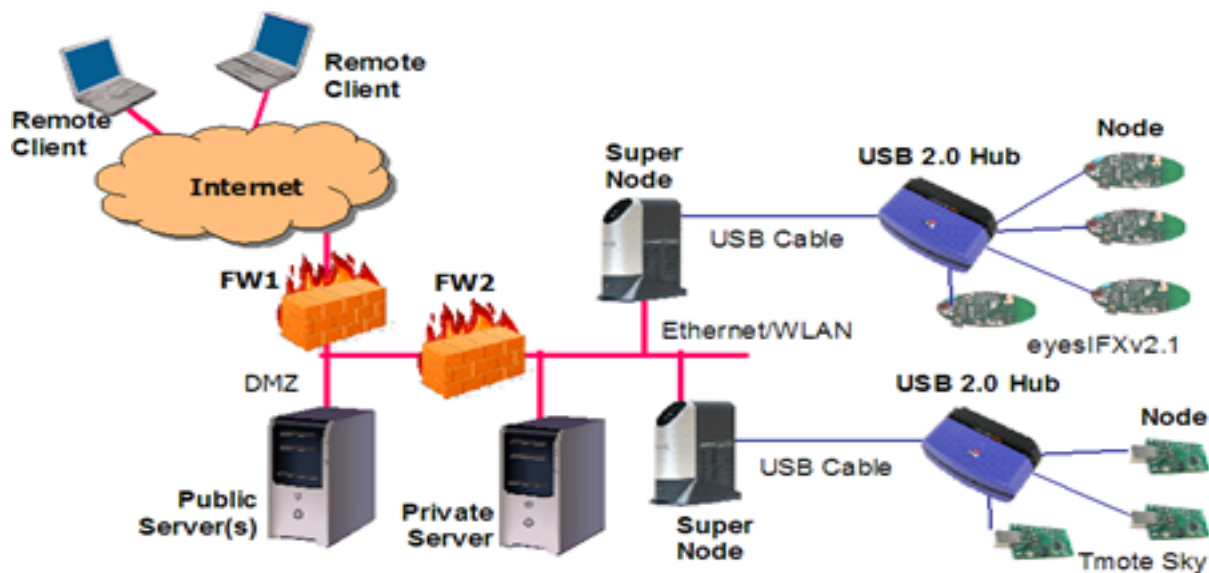 Remote
Client
Remote
Client
Internet
Super
Node
USB 2.0 Hub
Node
USB Cable
FW1
FW2
Ethernet/WLAN
eyesIFXv2.1
DMZ
USB 2.0 Hub
Node
USB Cable
Public
Server(s)
Private
Server
Super
Node
Tmote Sky